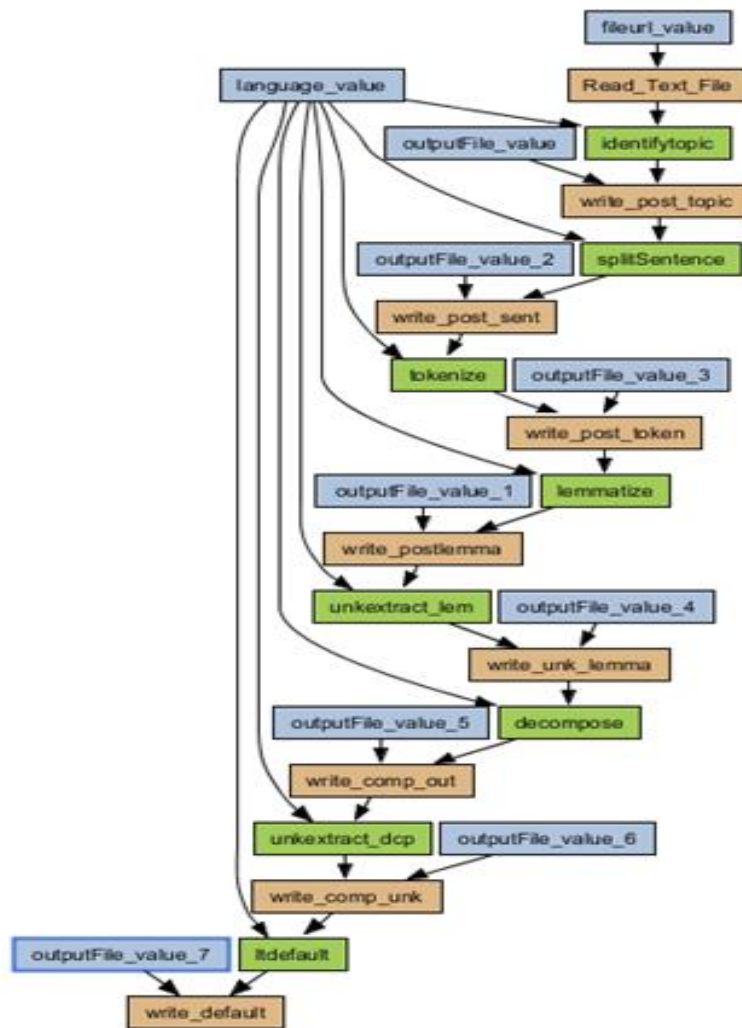 fileurl_value
language_value
Read_Text_File
outputFile_value
identifytopic
write_post_topic
outputFile_value_2
splitSentence
write_post_sent
tokenize
outputFile_value_3
write_post_token
outputFile_value_1
lemmatize
write_postlemma
unkextract_lem
outputFile_value_4
write_unk_lemma
outputFile_value_5
decompose
write_comp_out
unkextract_dcp
outputFile_value_6
write_comp_unk
outputFile_value_7
ltdefault
write_default